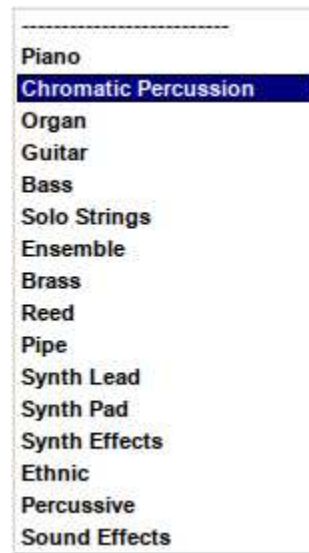 --------------------------
Piano
Chromatic Percussion
Organ
Guitar
Bass
Solo Strings
Ensemble
Brass
Reed
Pipe
Synth Lead
Synth Pad
Synth Effects
Ethnic
Percussive
Sound Effects